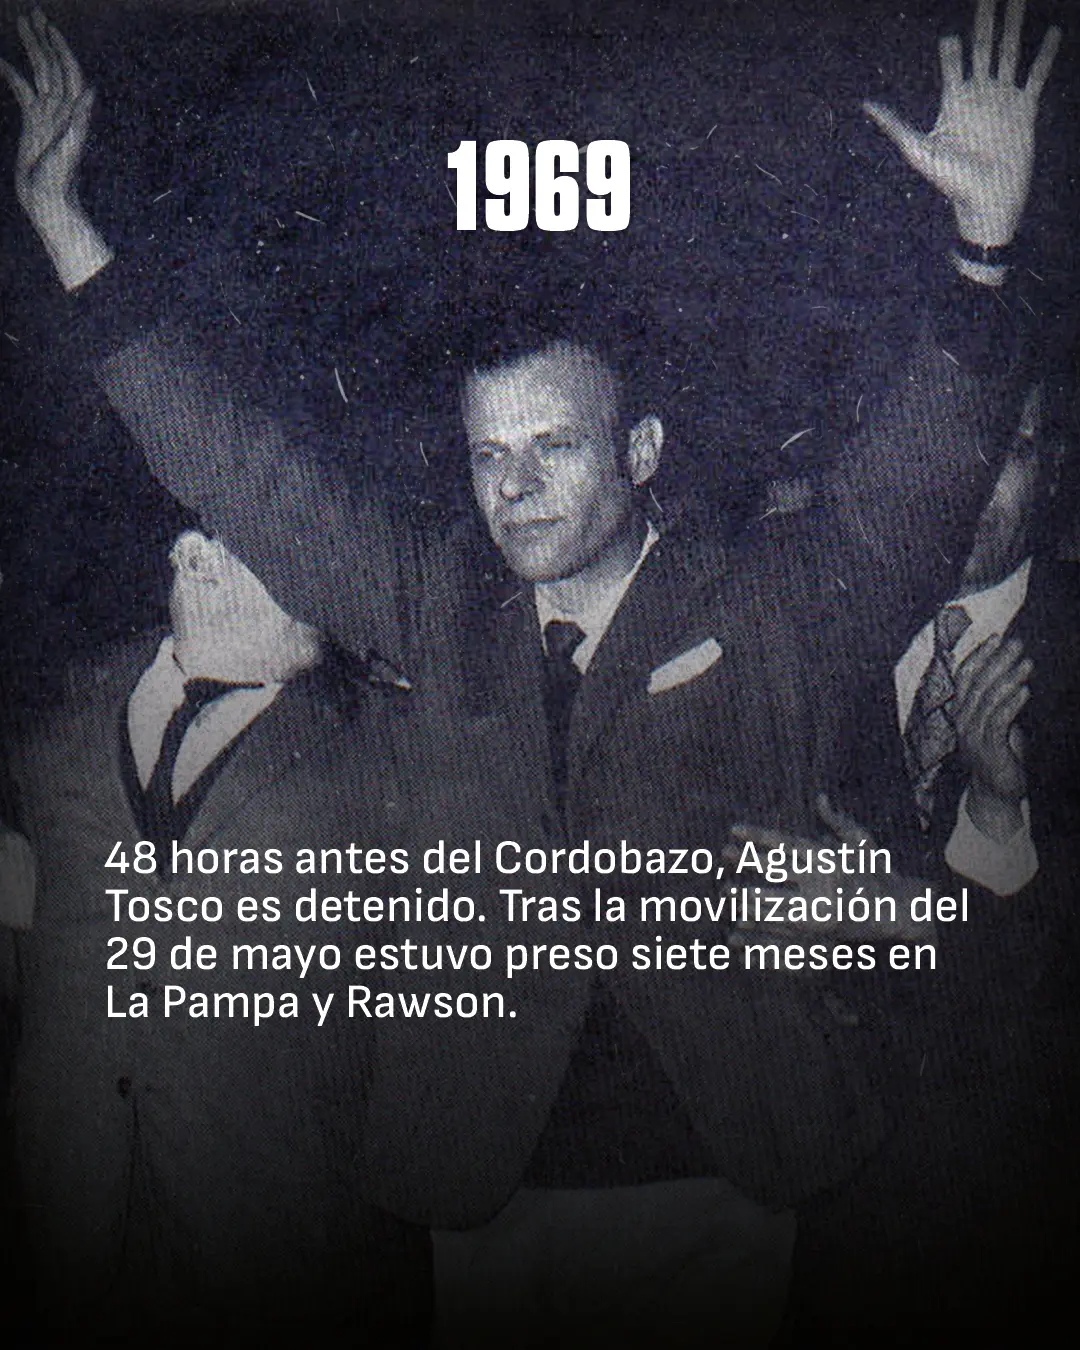 1969
48 horas antes del Cordobazo, Agustín
Tosco es detenido. Tras la movilización del
29 de mayo estuvo preso siete meses en
La Pampa y Rawson.